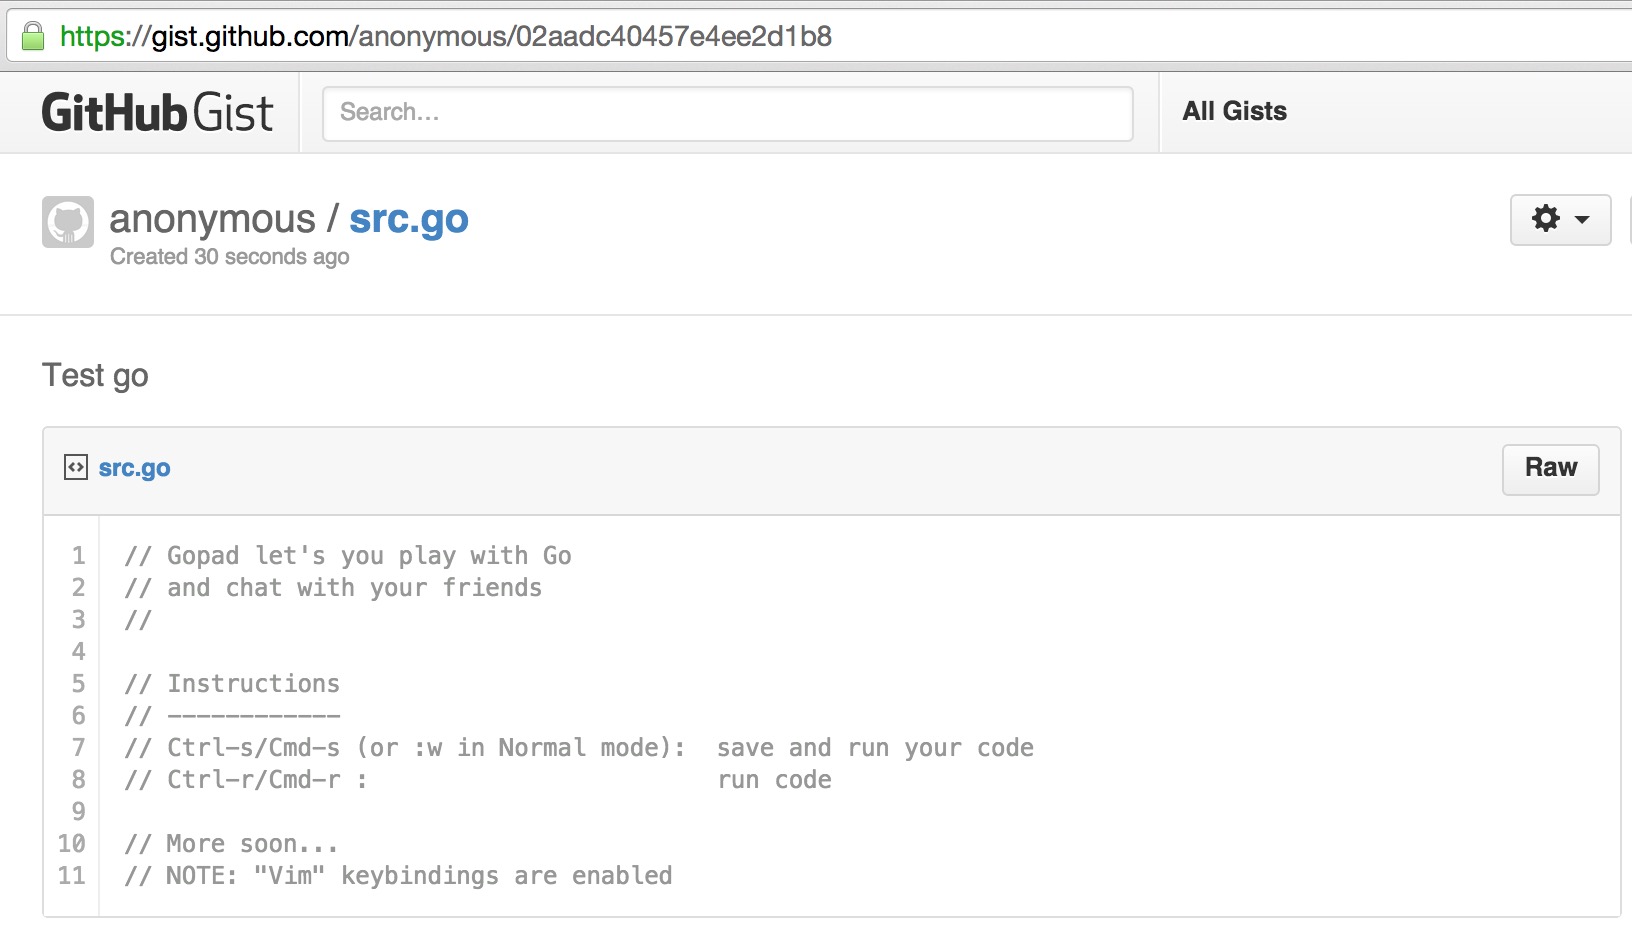 https://gist.github.com/anonymous/02aadc40457e4ee2d1b8
GitHub Gist
Search...
All Gists
anonymous / src.go
Created 30 seconds ago
Test go
src.go
Raw
1 // Gopad let's you play with Go
2 // and chat with your friends
3 //
4
5 // Instructions
6 // ------------
7 // Ctrl-s/Cmd-s (or :w in Normal mode):  save and run your code
8 // Ctrl-r/Cmd-r :                        run code
9
10 // More soon...
11 // NOTE: "Vim" keybindings are enabled